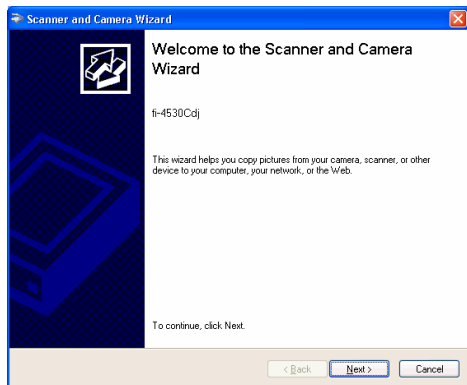 Scanner and Camera Wizard
Welcome to the Scanner and Camera
Wizard
fi-4530Cdj
This wizard helps you copy pictures from your camera, scanner, or other
device to your computer, your network, or the Web.
To continue, click Next.
< Back Next > Cancel